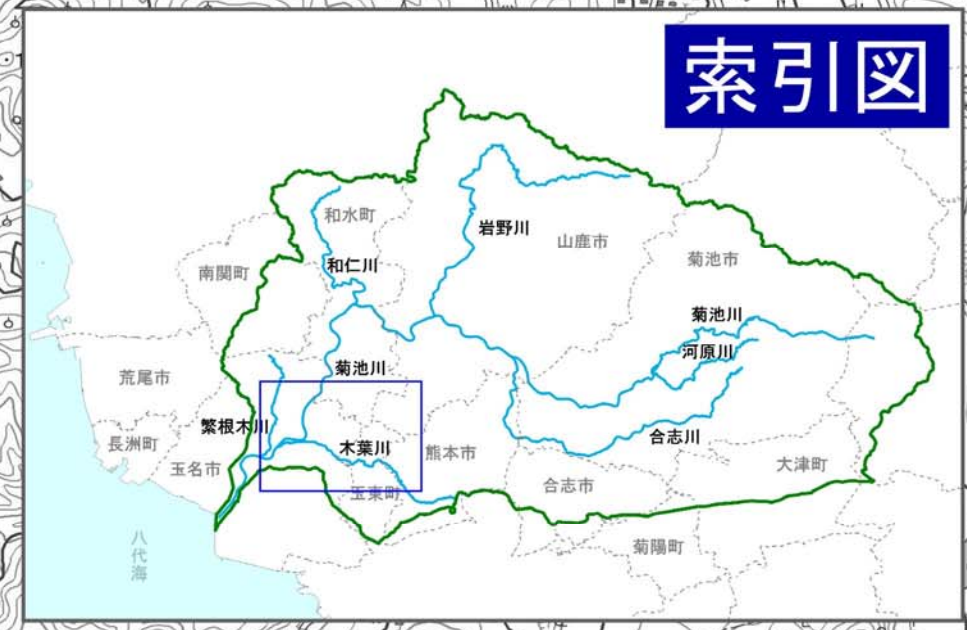 索引図
和水町
岩野川
山鹿市
和仁川
南関町
菊池市
菊池川
河原川
菊池川
荒尾市
繁根木川
長洲町
木葉川
合志川
熊本市
玉名市
大津町
玉東町
合志市
八代海
菊陽町